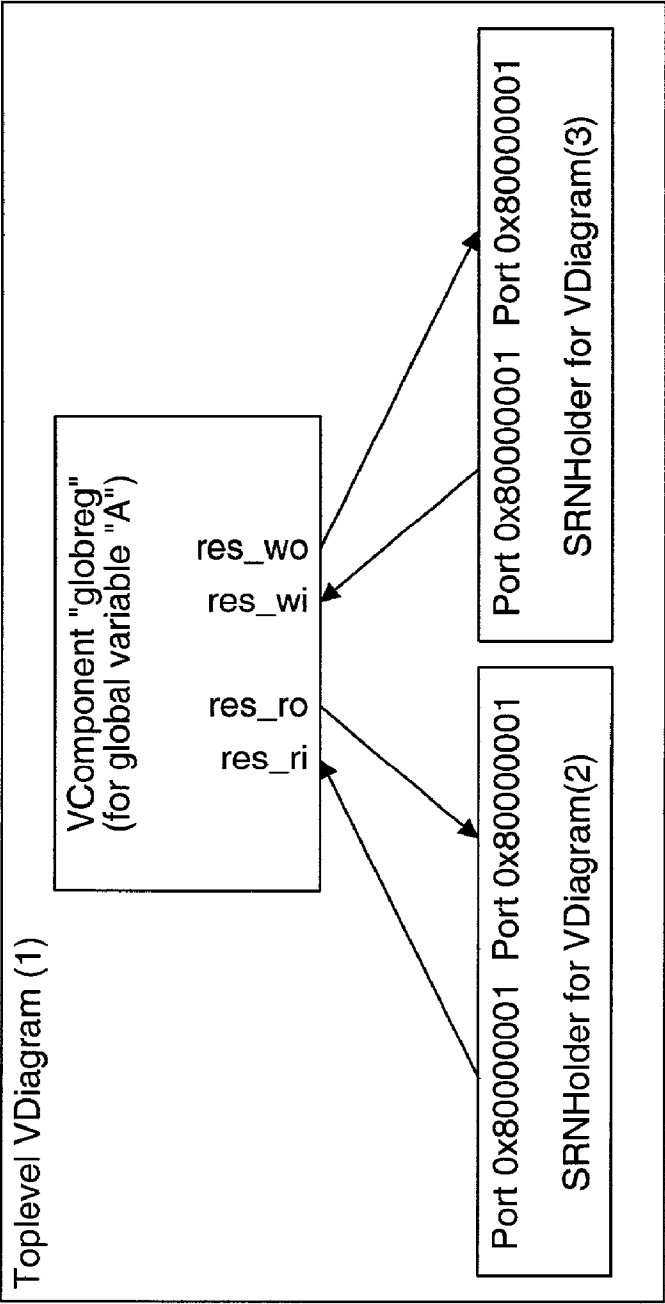 Toplevel VDiagram (1)
VComponent "globreg"
(for global variable "A")
res_ri
res_ro
res_wi
res_wo
Port 0x80000001 Port 0x80000001
SRNHolder for VDiagram(2)
Port 0x80000001 Port 0x80000001
SRNHolder for VDiagram(3)